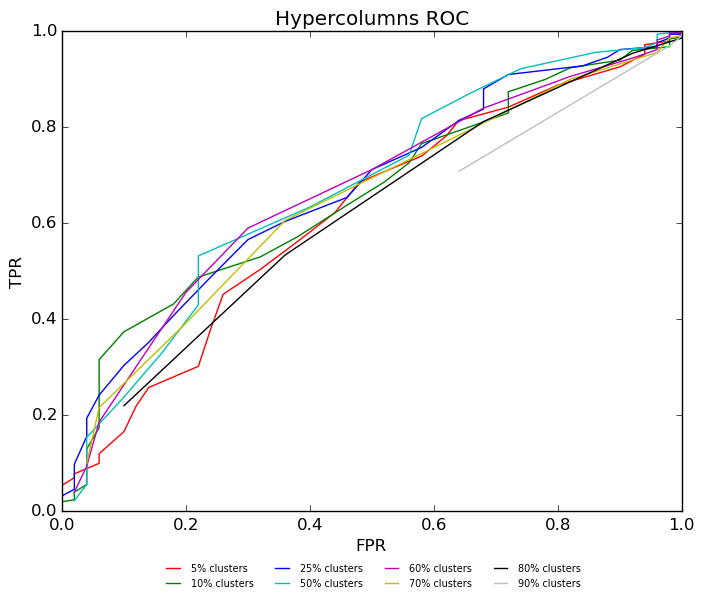 Hypercolumns ROC
1.0
0.8
0.6
0.4
0.2
0.0
TPR
0.0 0.2 0.4 0.6 0.8 1.0
FPR
5% clusters 25% clusters 60% clusters 80% clusters
10% clusters 50% clusters 70% clusters 90% clusters